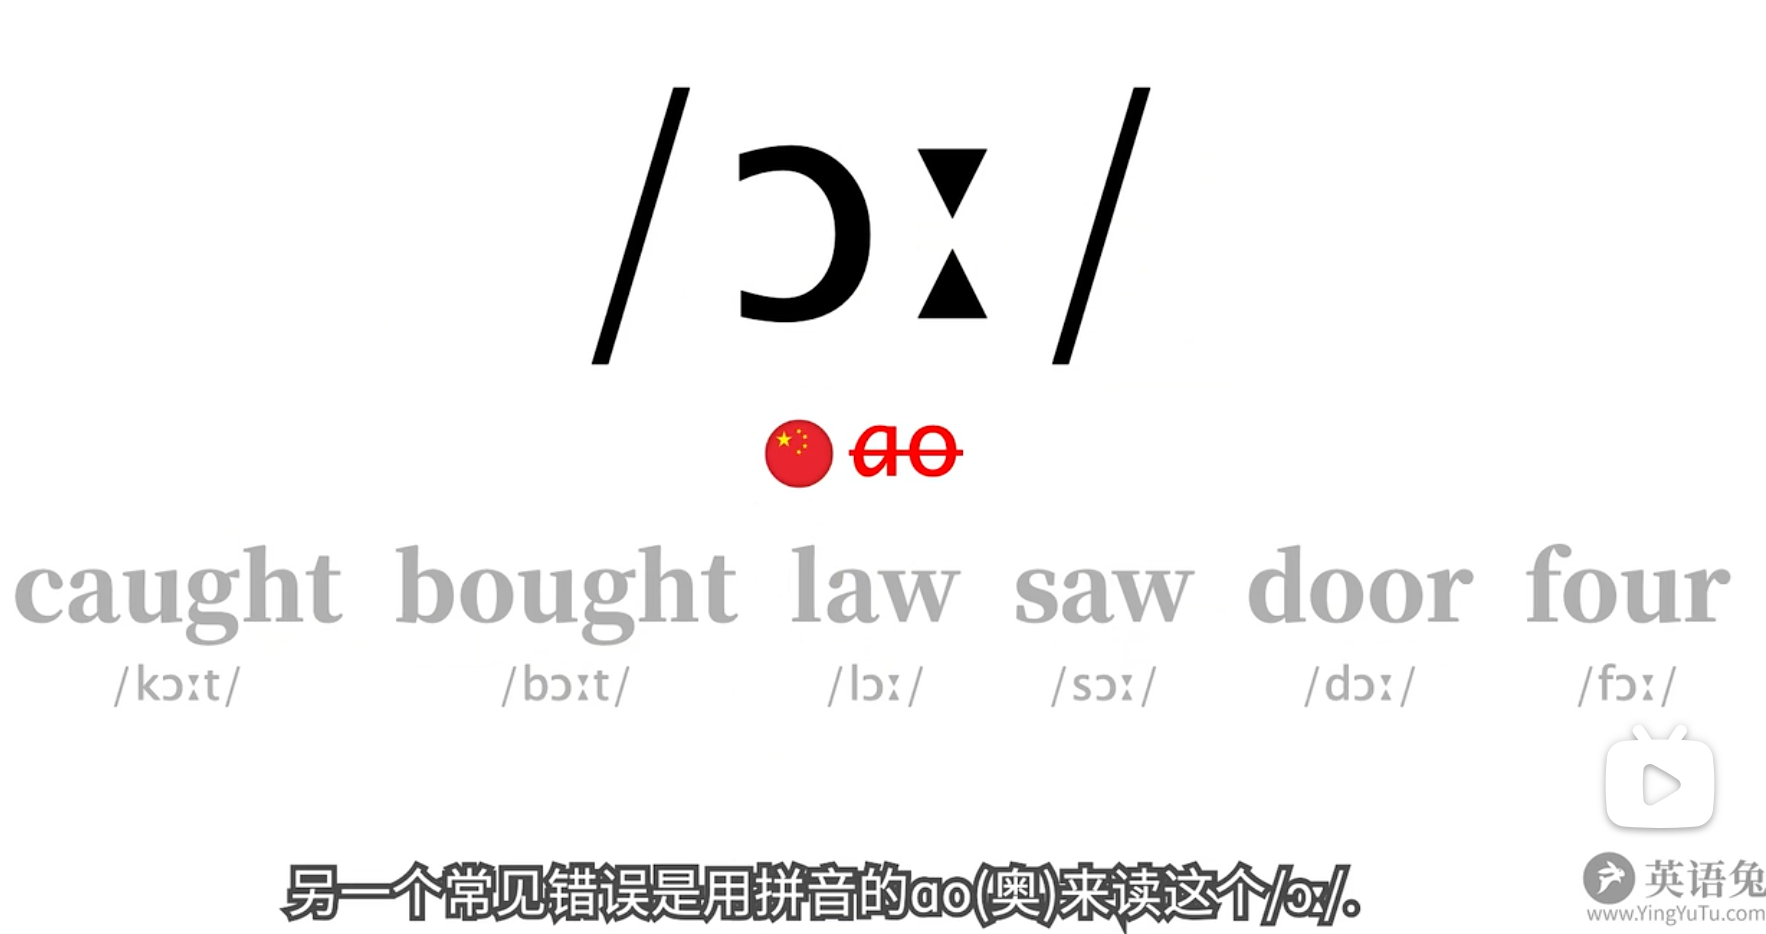 /ɔː/
ao
caught bought law saw door four
/kɔːt/ /bɔːt/ /lɔː/ /sɔː/ /dɔː/ /fɔː/
另一个常见错误是用拼音的ao(奥)来读这个/ɔː/.
英语兔
www.YingYuTu.com